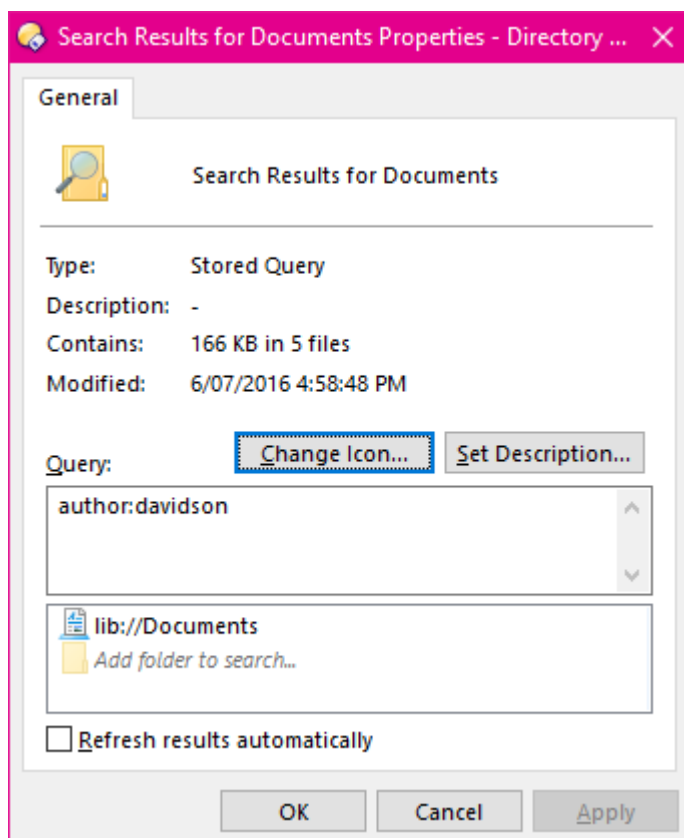 Search Results for Documents Properties - Directory ...
General
Search Results for Documents
Type: Stored Query
Description: -
Contains: 166 KB in 5 files
Modified: 6/07/2016 4:58:48 PM
Query: Change Icon... Set Description...
author:davidson
lib://Documents
Add folder to search...
Refresh results automatically
OK Cancel Apply